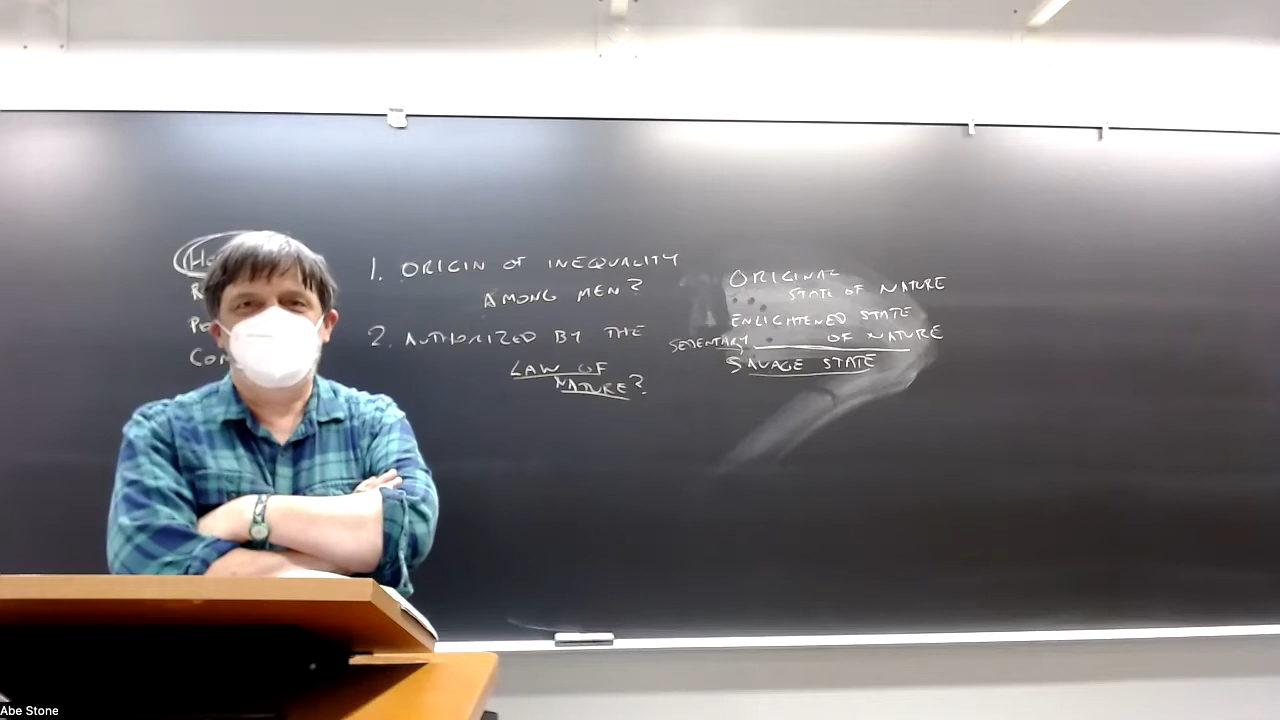 1. ORIGIN OF INEQUALITY
AMONG MEN?
2. AUTHORIZED BY THE
LAW OF
NATURE?
ORIGINAL
STATE OF NATURE
ENLIGHTENED STATE
OF NATURE
SEDENTARY
SAVAGE STATE
Abe Stone